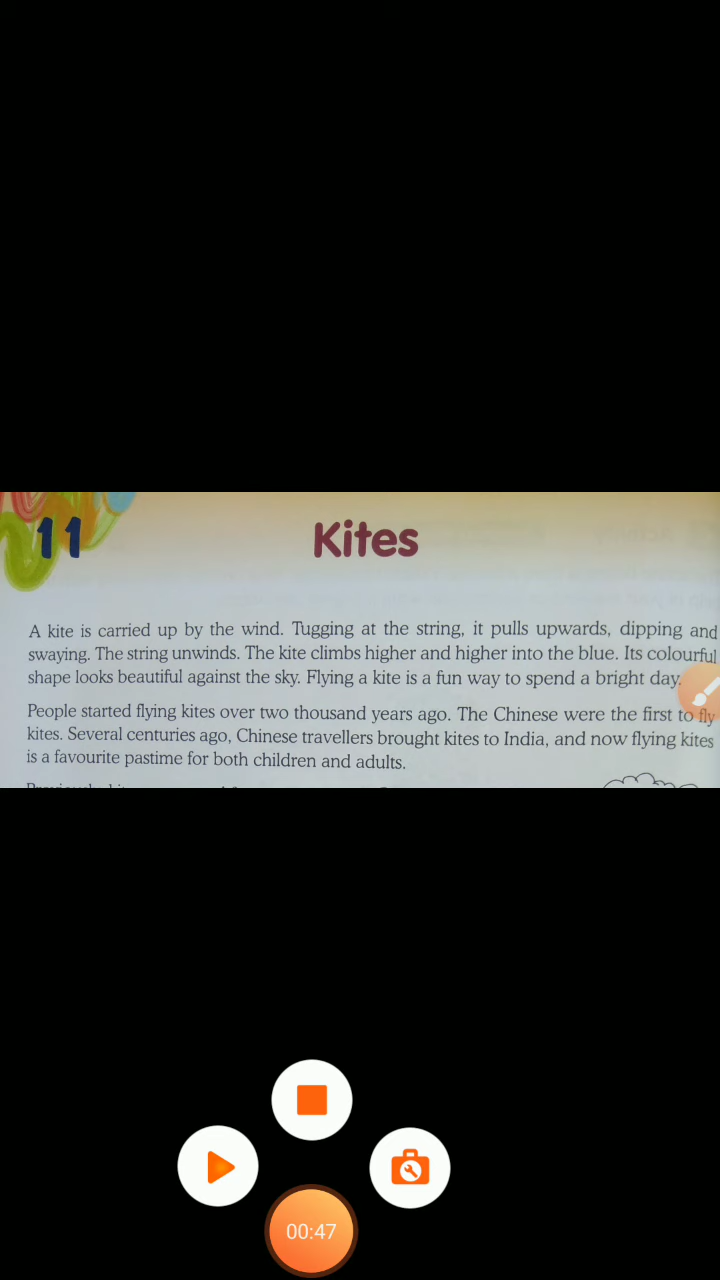 11
Kites
A kite is carried up by the wind. Tugging at the string, it pulls upwards, dipping and
swaying. The string unwinds. The kite climbs higher and higher into the blue. Its colourful
shape looks beautiful against the sky. Flying a kite is a fun way to spend a bright day.
People started flying kites over two thousand years ago. The Chinese were the first to fly
kites. Several centuries ago, Chinese travellers brought kites to India, and now flying kites
is a favourite pastime for both children and adults.
00:47